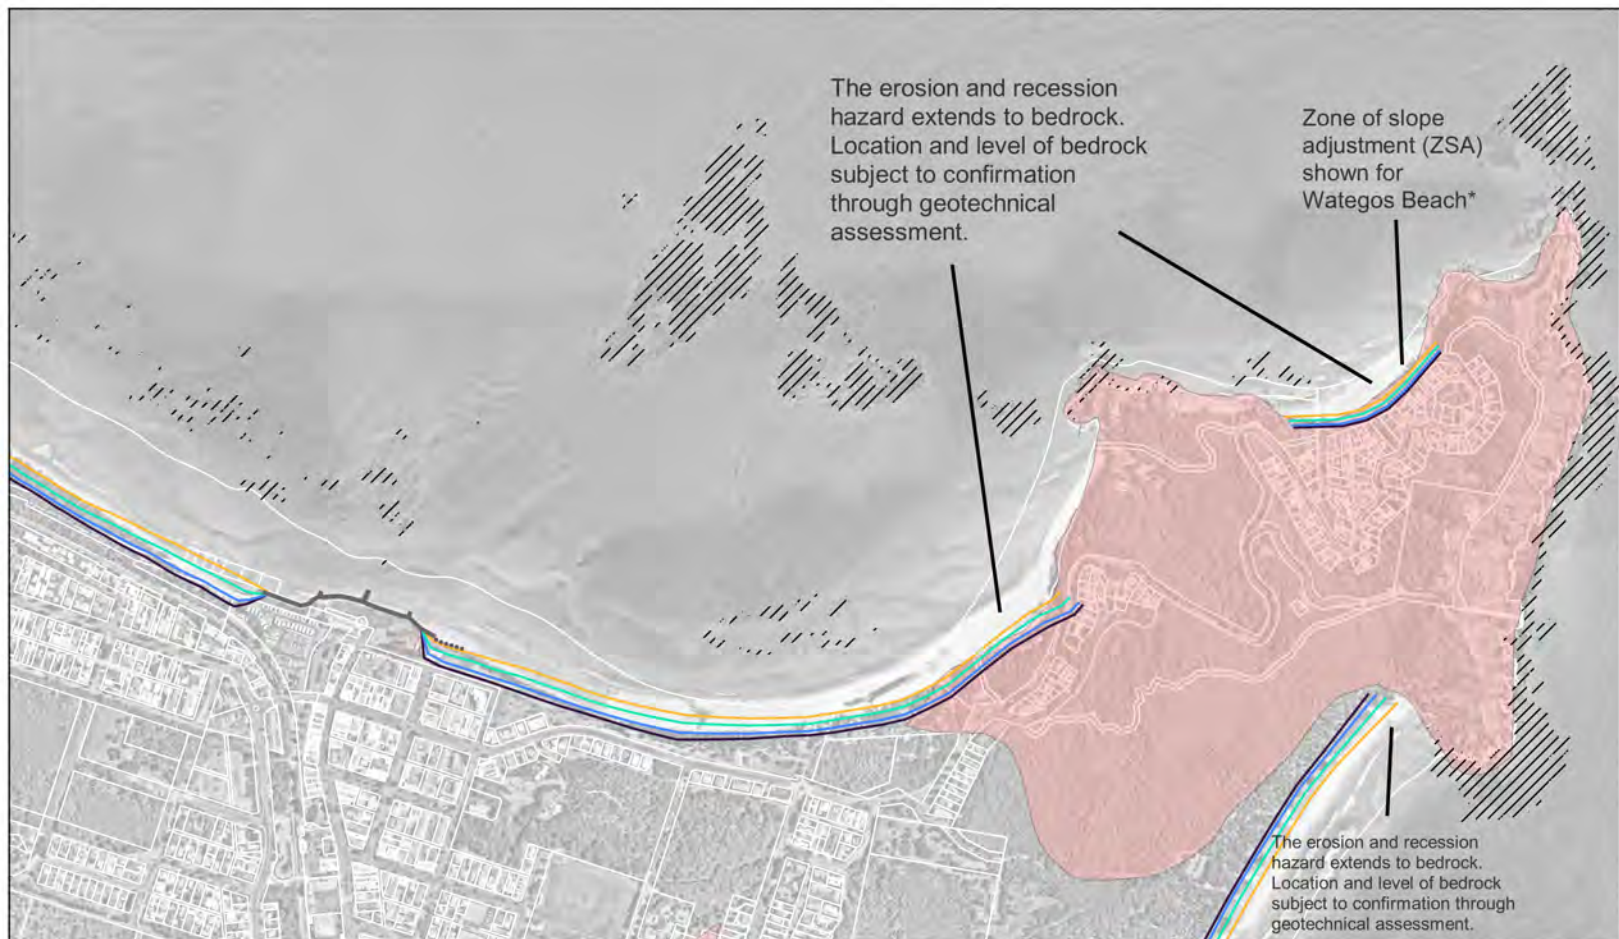 The erosion and recession
hazard extends to bedrock.
Location and level of bedrock
subject to confirmation
through geotechnical
assessment.
Zone of slope
adjustment (ZSA)
shown for
Wategos Beach*
The erosion and recession
hazard extends to bedrock.
Location and level of bedrock
subject to confirmation through
geotechnical assessment.